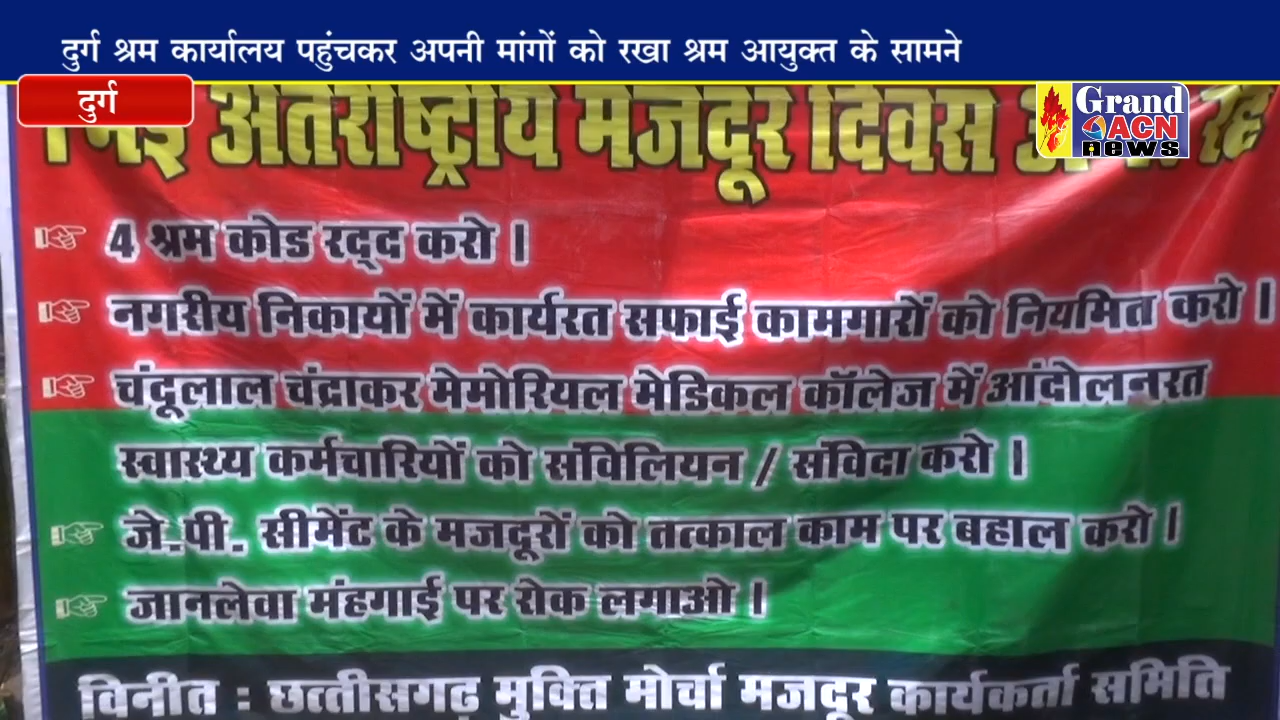 दुर्ग श्रम कार्यालय पहुंचकर अपनी मांगों को रखा श्रम आयुक्त के सामने
दुर्ग
Grand
ACN
news
मई अंतर्राष्ट्रीय मजदूर दिवस
4 श्रम कोड रद्द करो ।
नगरीय निकायों में कार्यरत सफाई कामगारों को नियमित करो ।
चंदूलाल चंद्राकर मेमोरियल मेडिकल कॉलेज में आंदोलनरत
स्वास्थ्य कर्मचारियों को संविलियन / संविदा करो ।
जे.पी. सीमेंट के मजदूरों को तत्काल काम पर बहाल करो ।
जानलेवा मंहगाई पर रोक लगाओ ।
विनीत : छत्तीसगढ़ मुक्ति मोर्चा मजदूर कार्यकर्ता समिति